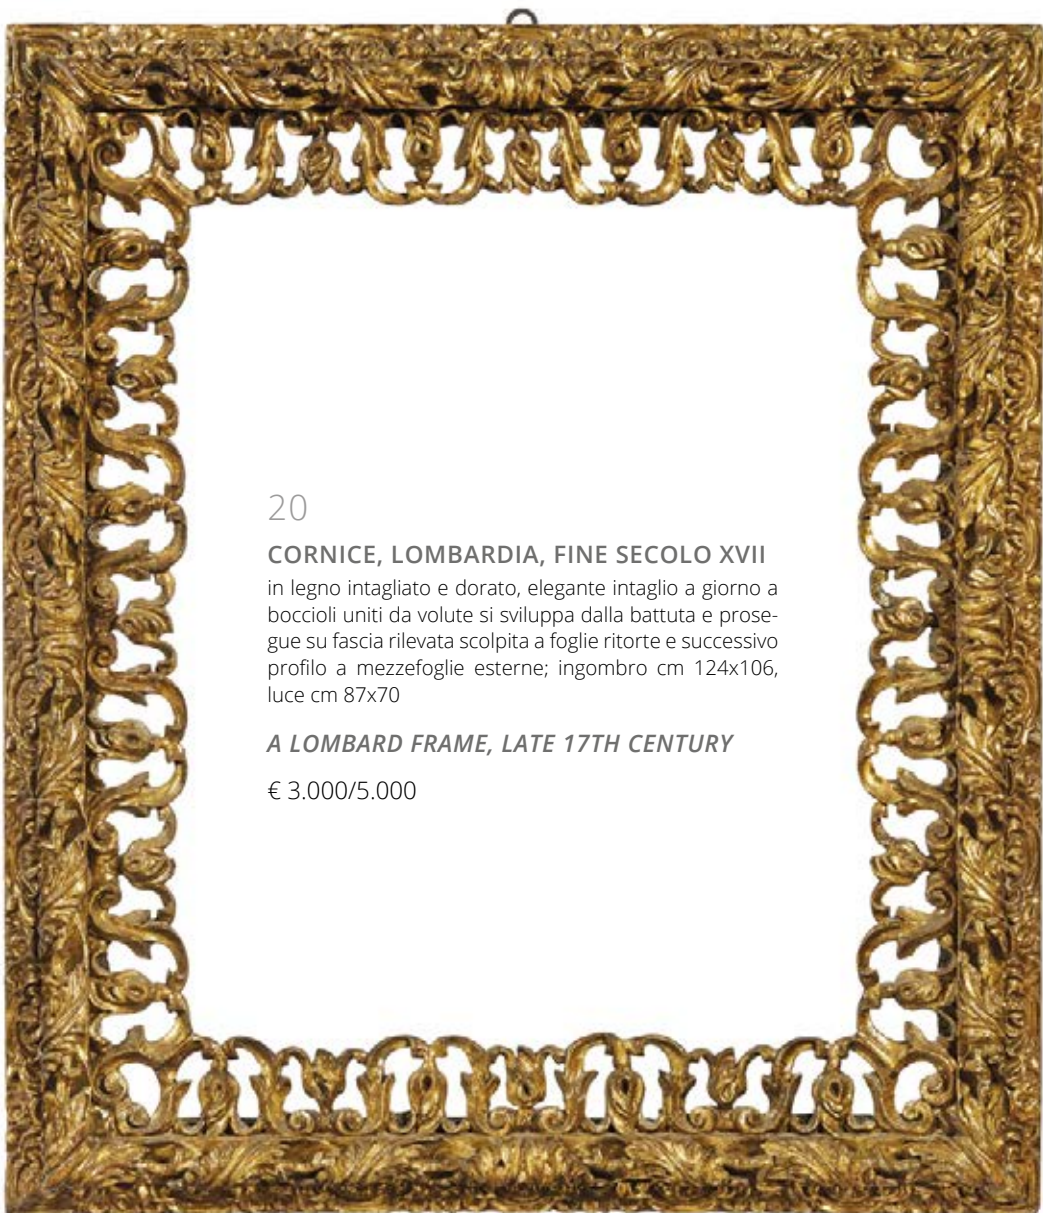 20
CORNICE, LOMBARDIA, FINE SECOLO XVII
in legno intagliato e dorato, elegante intaglio a giorno a
boccioli uniti da volute si sviluppa dalla battuta e prose-
gue su fascia rilevata scolpita a foglie ritorte e successivo
profilo a mezzefoglie esterne; ingombro cm 124x106,
luce cm 87x70
A LOMBARD FRAME, LATE 17TH CENTURY
€ 3.000/5.000